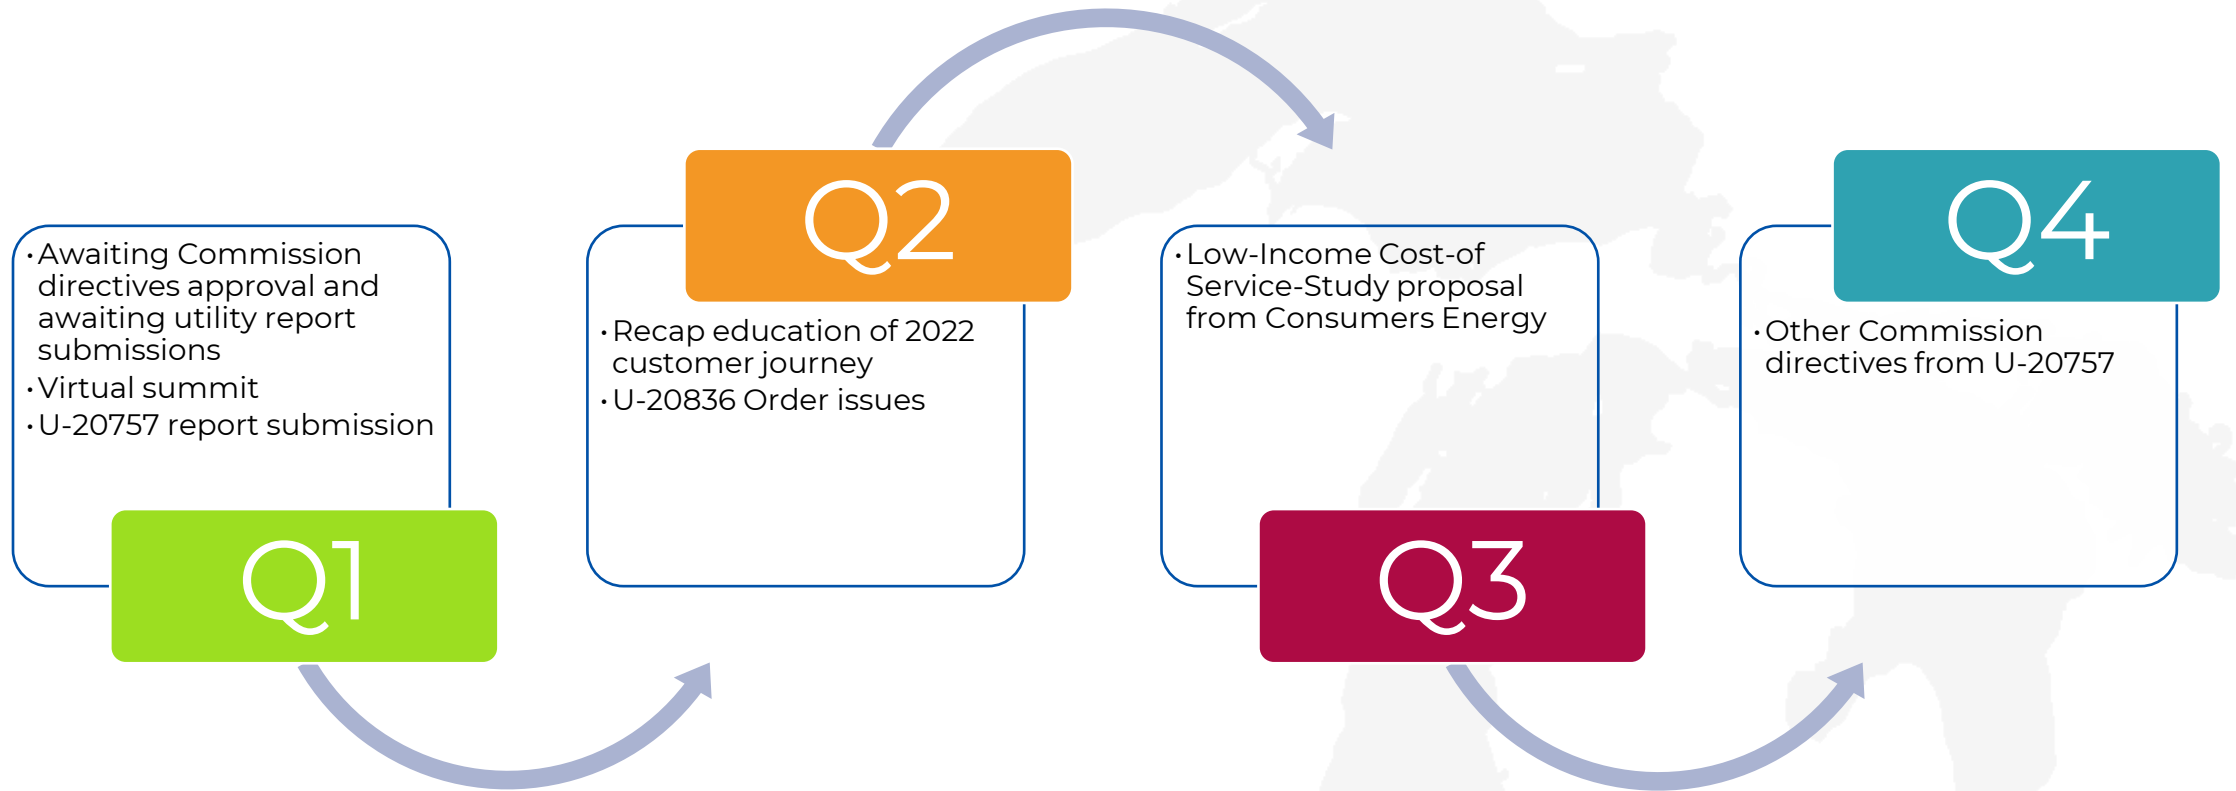 • Awaiting Commission
directives approval and
awaiting utility report
submissions
• Virtual summit
• U-20757 report submission
Q1
Q2
• Recap education of 2022
customer journey
• U-20836 Order issues
• Low-Income Cost-of
Service-Study proposal
from Consumers Energy
Q3
Q4
• Other Commission
directives from U-20757